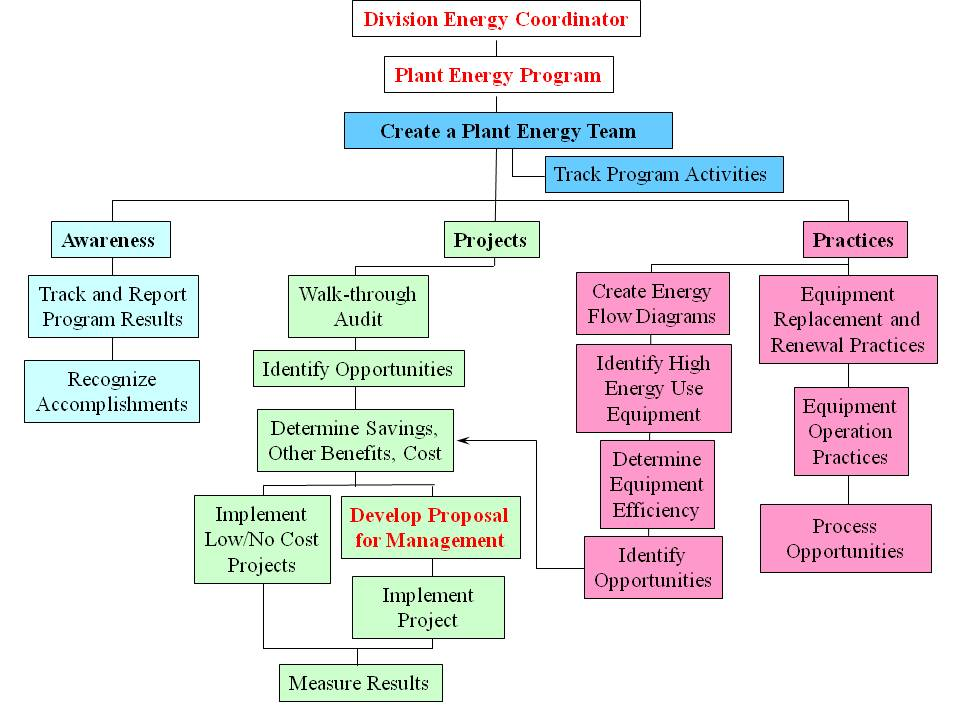 Division Energy Coordinator
Plant Energy Program
Create a Plant Energy Team
Track Program Activities
Awareness
Track and Report
Program Results
Recognize
Accomplishments
Projects
Walk-through
Audit
Identify Opportunities
Determine Savings,
Other Benefits, Cost
Implement
Low/No Cost
Projects
Develop Proposal
for Management
Implement
Project
Measure Results
Practices
Create Energy
Flow Diagrams
Identify High
Energy Use
Equipment
Determine
Equipment
Efficiency
Identify
Opportunities
Equipment
Replacement and
Renewal Practices
Equipment
Operation
Practices
Process
Opportunities